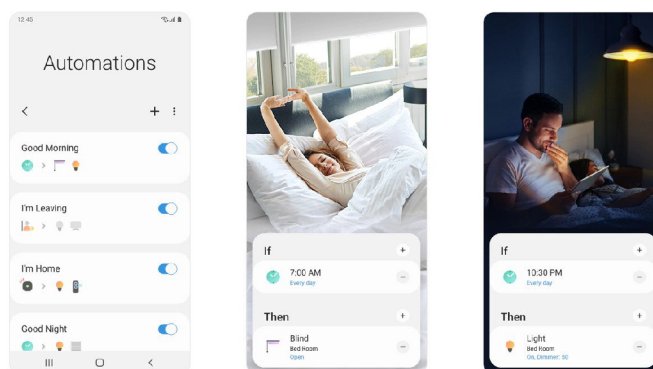 12:45
Automations
Good Morning
I'm Leaving
I'm Home
Good Night
If
7:00 AM
Every day
Then
Blind
Bed Room
Open
If
10:30 PM
Every day
Then
Light
Bed Room
On, Dimmer: 50